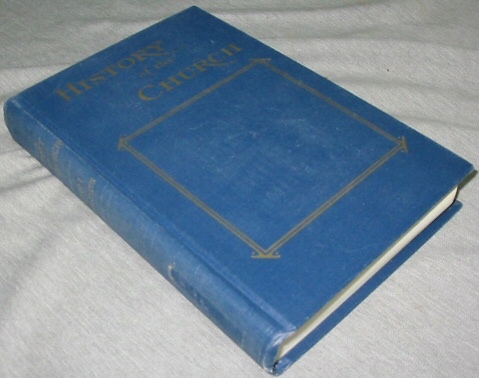 HISTORY
of the
CHURCH